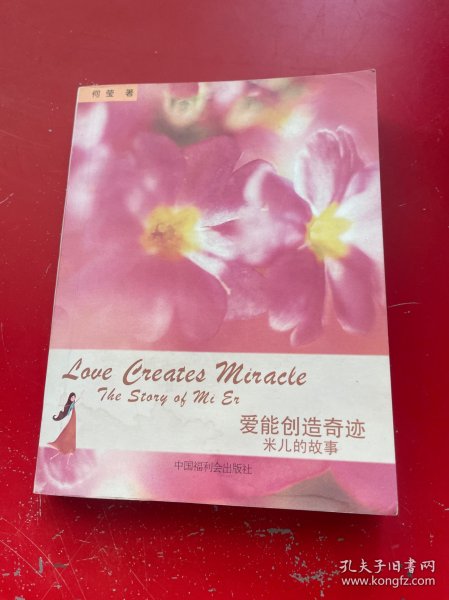 何莹 著
Love Creates Miracle
The Story of Mi Er
爱能创造奇迹
米儿的故事
中国福利会出版社
孔夫子旧书网
www.kongfz.com